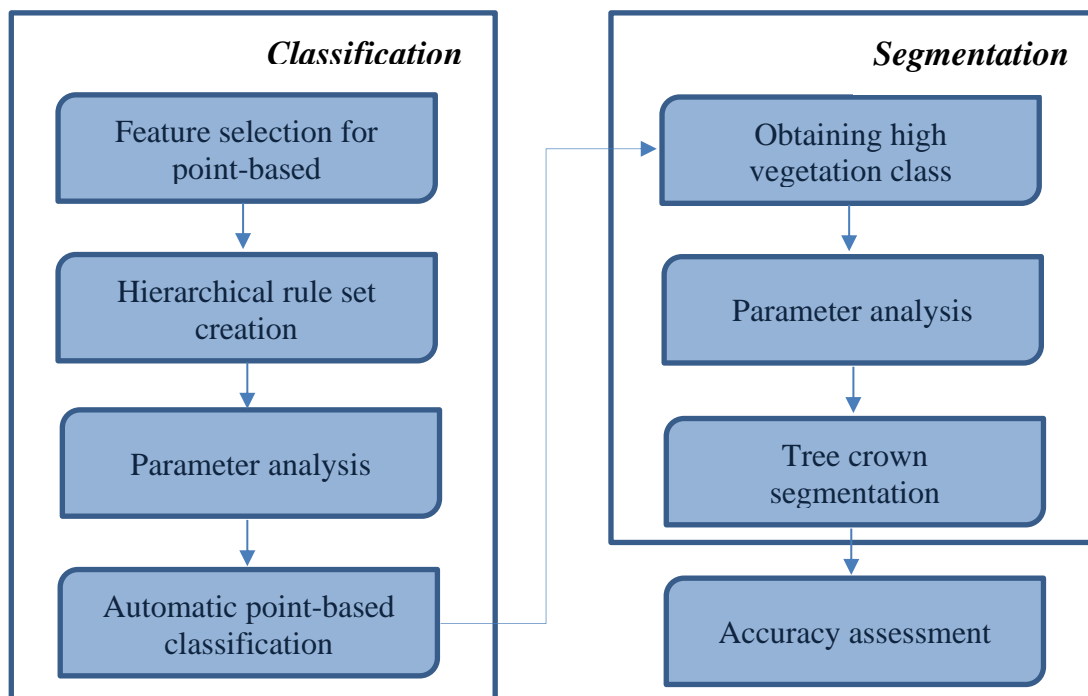 Classification
Feature selection for
point-based
Hierarchical rule set
creation
Parameter analysis
Automatic point-based
classification
Segmentation
Obtaining high
vegetation class
Parameter analysis
Tree crown
segmentation
Accuracy assessment